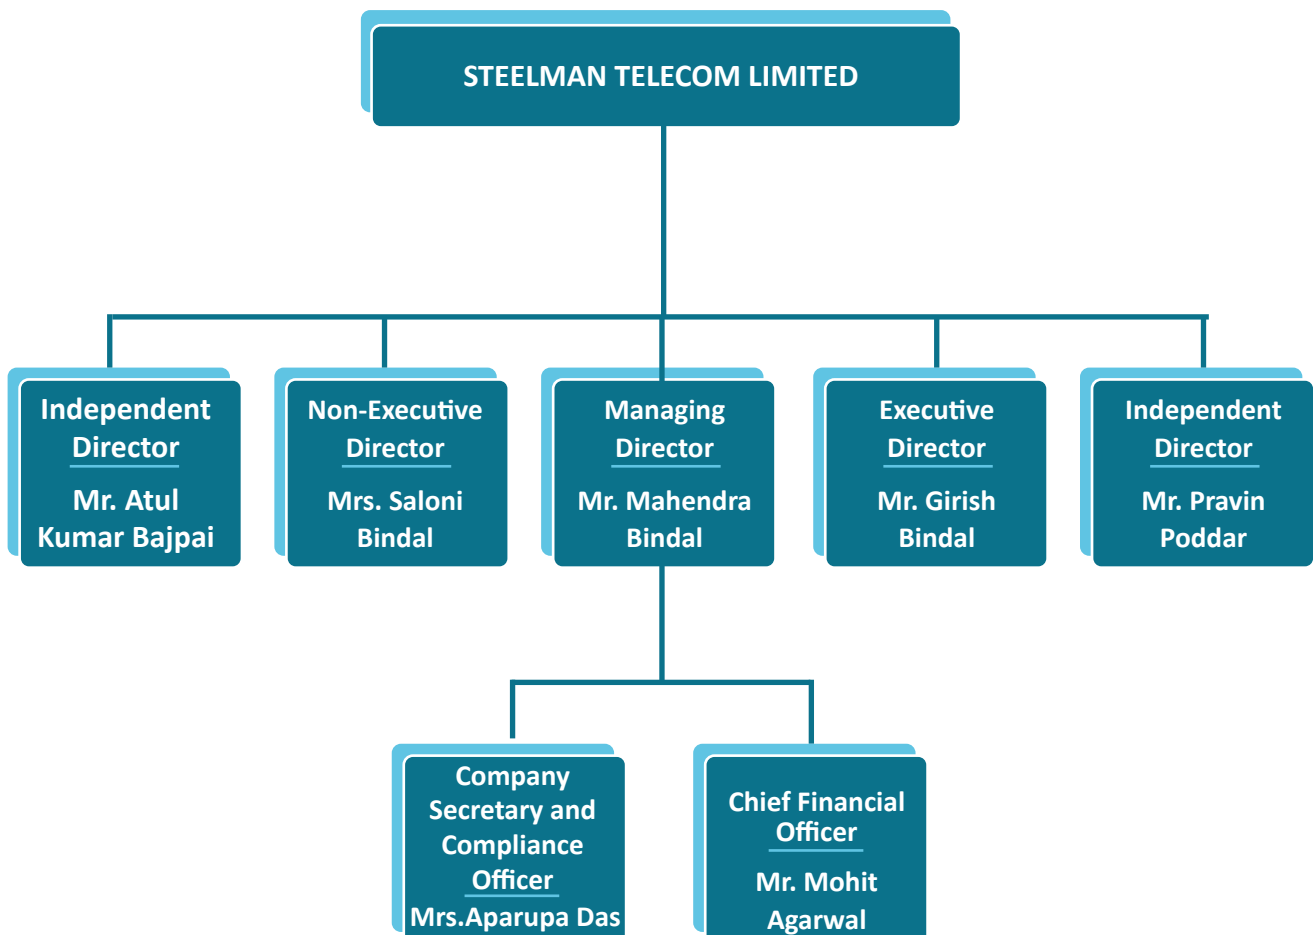 STEELMAN TELECOM LIMITED
Independent
Director
Mr. Atul
Kumar Bajpai
Non-Executive
Director
Mrs. Saloni
Bindal
Managing
Director
Mr. Mahendra
Bindal
Executive
Director
Mr. Girish
Bindal
Independent
Director
Mr. Pravin
Poddar
Company
Secretary and
Compliance
Officer
Mrs.Aparupa Das
Chief Financial
Officer
Mr. Mohit
Agarwal